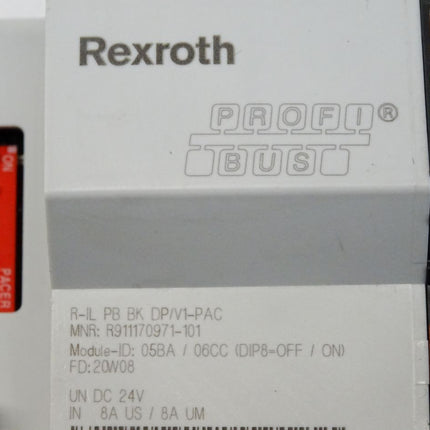 Rexroth
PROFI®
BUS
ON
PACER
R-IL PB BK DP/V1-PAC
MNR: R911170971-101
Module-ID: 05BA / 06CC (DIP8=OFF / ON)
FD: 20W08
UN DC 24V
IN 8A US / 8A UM